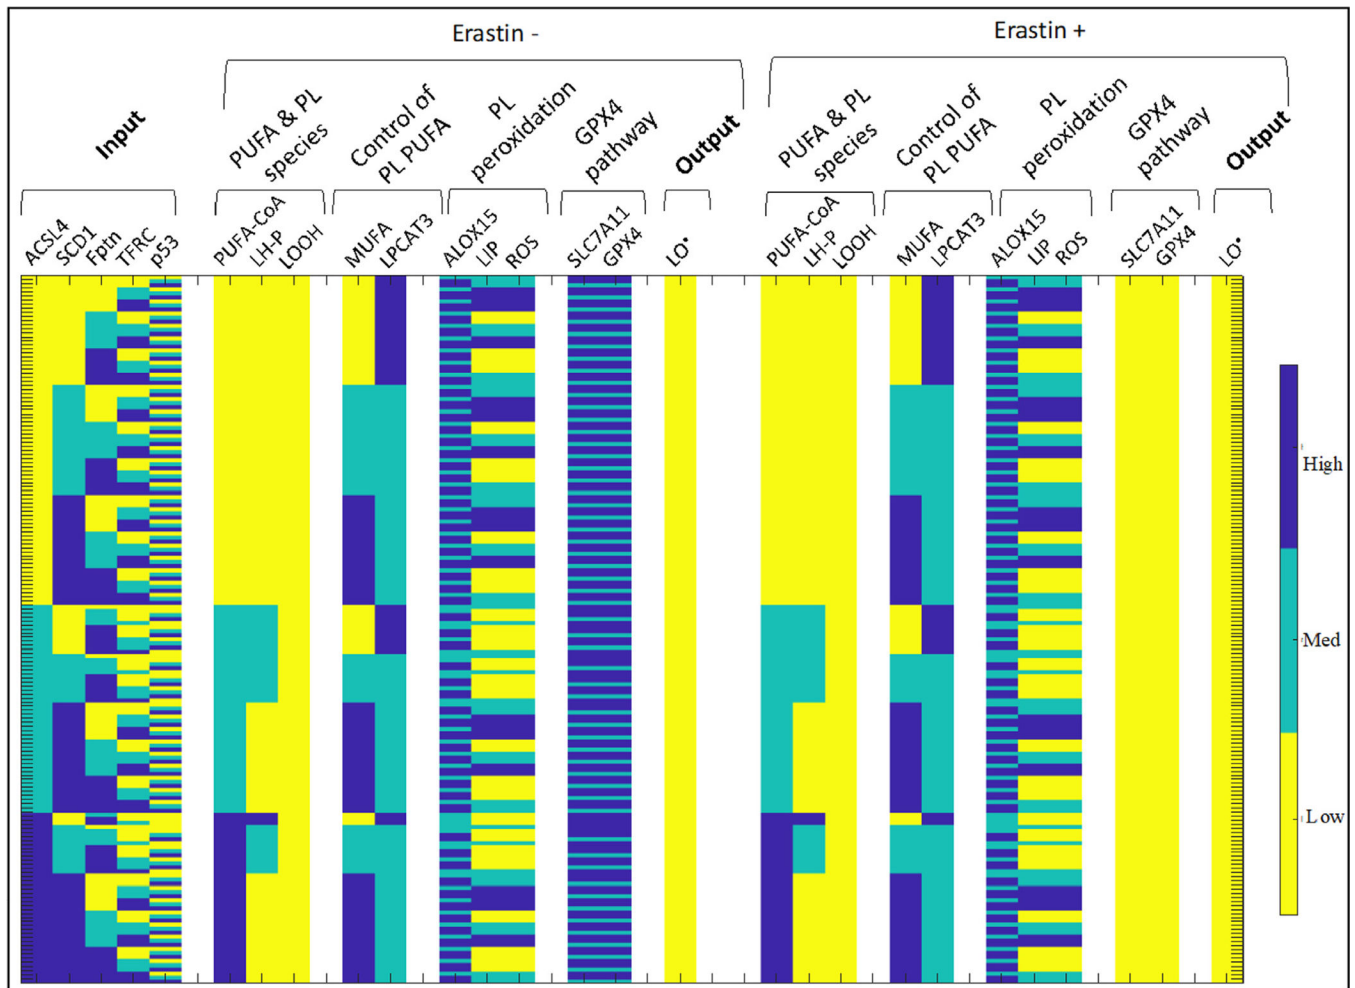 Erastin -
Erastin +
Input
PUFA & PL
species
Control of
PL PUFA
PL
peroxidation
GPX4
pathway
Output
PUFA & PL
species
Control of
PL PUFA
PL
peroxidation
GPX4
pathway
Output
ACSL4
SCD1
Fptn
TFRC
p53
PUFA-CoA
LH-P
LOOH
MUFA
LPCAT3
ALOX15
LIP
ROS
SLC7A11
GPX4
LO•
PUFA-CoA
LH-P
LOOH
MUFA
LPCAT3
ALOX15
LIP
ROS
SLC7A11
GPX4
LO•
High
Med
Low